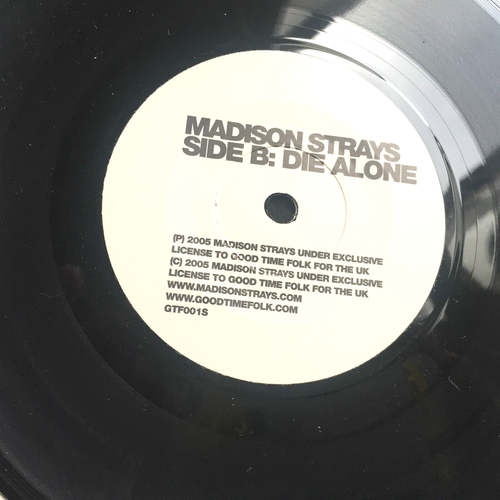 MADISON STRAYS
SIDE B: DIE ALONE
(P) 2005 MADISON STRAYS UNDER EXCLUSIVE
LICENSE TO GOOD TIME FOLK FOR THE UK
(C) 2005 MADISON STRAYS UNDER EXCLUSIVE
LICENSE TO GOOD TIME FOLK FOR THE UK
WWW.MADISONSTRAYS.COM
WWW.GOODTIMEFOLK.COM
GTF001S